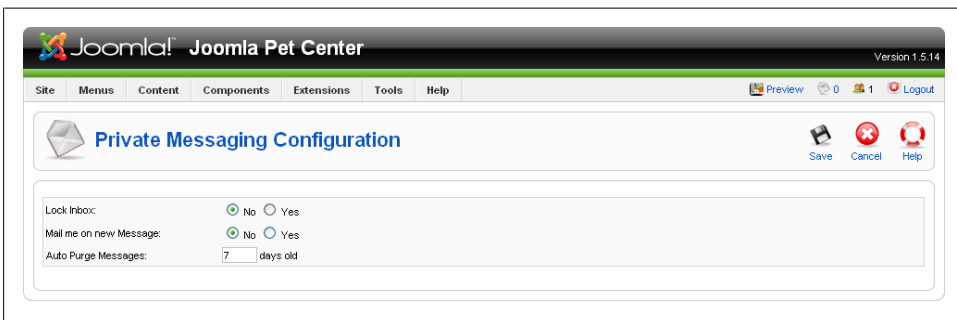 Joomla!™ Joomla Pet Center
Version 1.5.14
Site Menus Content Components Extensions Tools Help Preview 0 1 Logout
Private Messaging Configuration
Save Cancel Help
Lock Inbox: No Yes
Mail me on new Message: No Yes
Auto Purge Messages: 7 days old